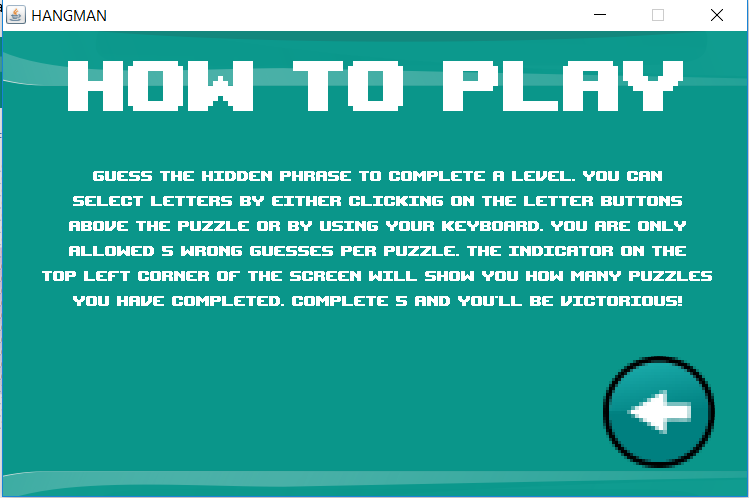 HANGMAN
HOW TO PLAY
GUESS THE HIDDEN PHRASE TO COMPLETE A LEVEL. YOU CAN
SELECT LETTERS BY EITHER CLICKING ON THE LETTER BUTTONS
ABOVE THE PUZZLE OR BY USING YOUR KEYBOARD. YOU ARE ONLY
ALLOWED 5 WRONG GUESSES PER PUZZLE. THE INDICATOR ON THE
TOP LEFT CORNER OF THE SCREEN WILL SHOW YOU HOW MANY PUZZLES
YOU HAVE COMPLETED. COMPLETE 5 AND YOU'LL BE VICTORIOUS!